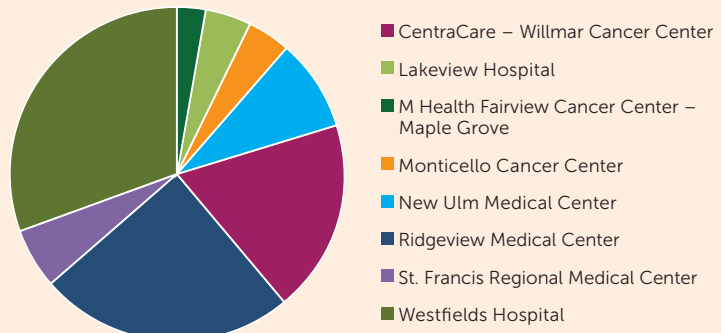 CentraCare – Willmar Cancer Center
Lakeview Hospital
M Health Fairview Cancer Center –
Maple Grove
Monticello Cancer Center
New Ulm Medical Center
Ridgeview Medical Center
St. Francis Regional Medical Center
Westfields Hospital